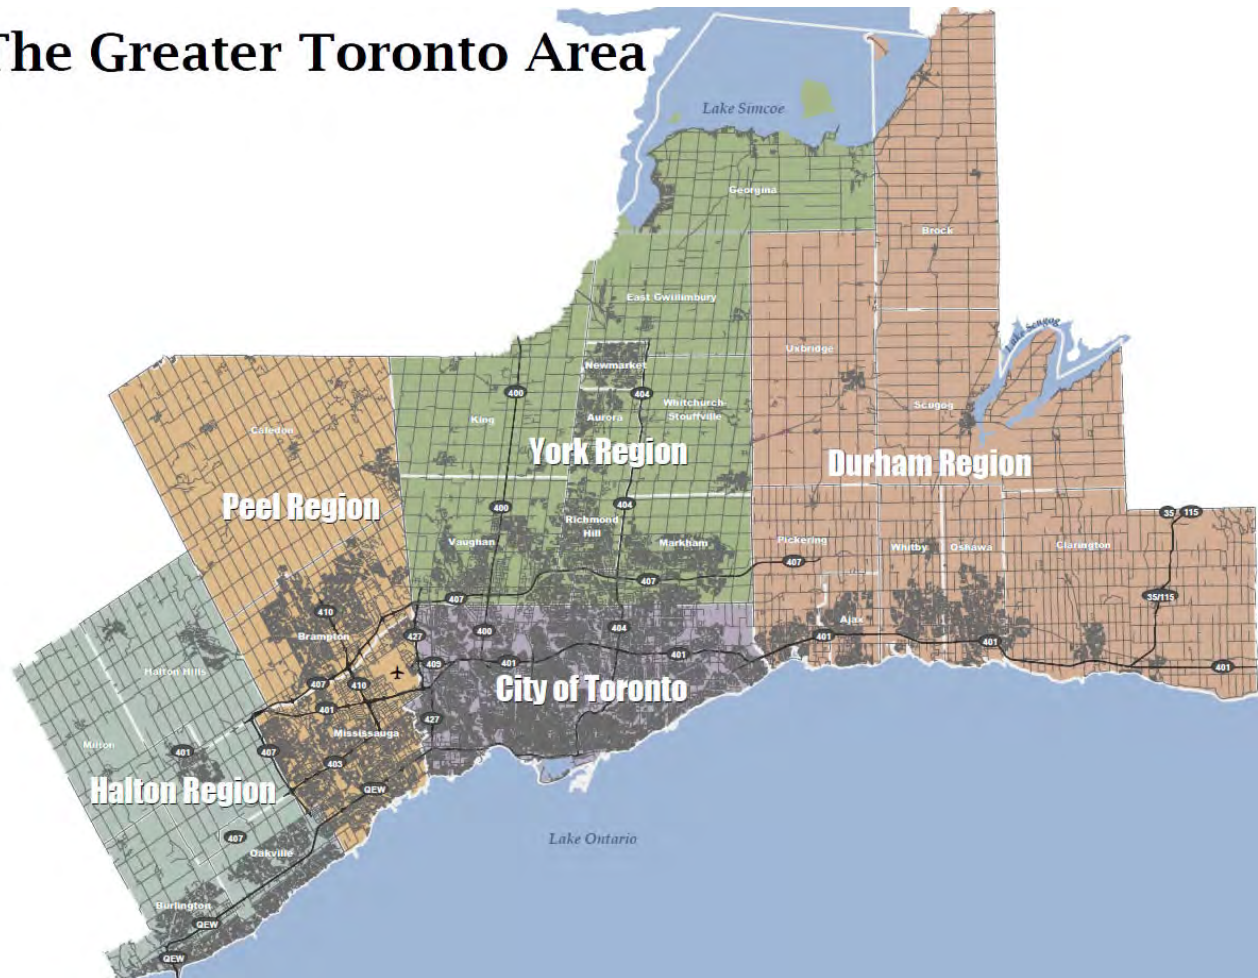 The Greater Toronto Area
Lake Simcoe
Georgina
Brock
East Gwillimbury
Lake Scugog
Uxbridge
Newmarket
400
404
Whitchurch-
Stouffville
Scugog
King
Aurora
Caledon
York Region
Durham Region
Peel Region
400
404
35
115
Richmond
Hill
Vaughan
Markham
Pickering
Whitby
Oshawa
Clarington
407
407
407
35/115
410
Ajax
Brampton
427
400
404
401
401
409
401
401
401
Halton Hills
407
410
City of Toronto
401
427
Mississauga
Milton
401
407
403
Halton Region
QEW
407
Lake Ontario
Oakville
Burlington
QEW
QEW